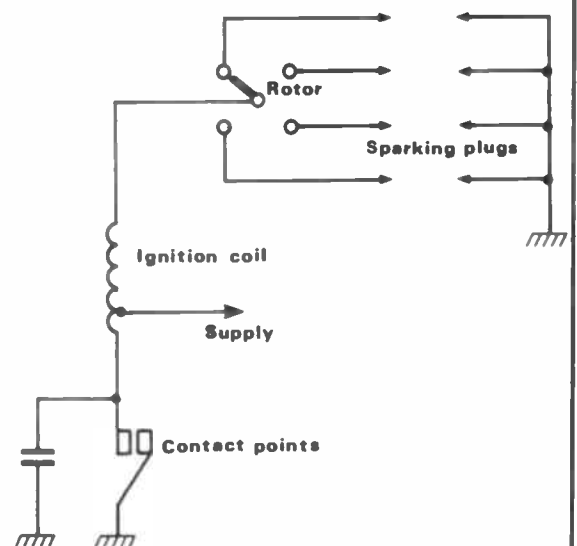 Rotor
Sparking plugs
Ignition coil
Supply
Contact points